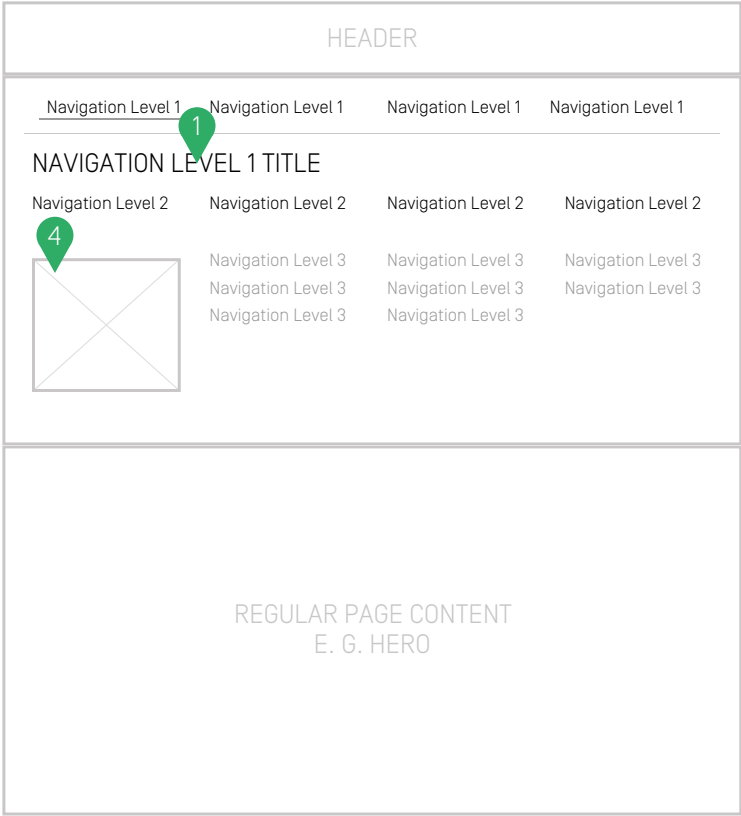 HEADER
Navigation Level 1 Navigation Level 1 Navigation Level 1 Navigation Level 1
1
NAVIGATION LEVEL 1 TITLE
Navigation Level 2 Navigation Level 2 Navigation Level 2 Navigation Level 2
4
Navigation Level 3 Navigation Level 3 Navigation Level 3
Navigation Level 3 Navigation Level 3 Navigation Level 3
Navigation Level 3 Navigation Level 3
REGULAR PAGE CONTENT
E. G. HERO